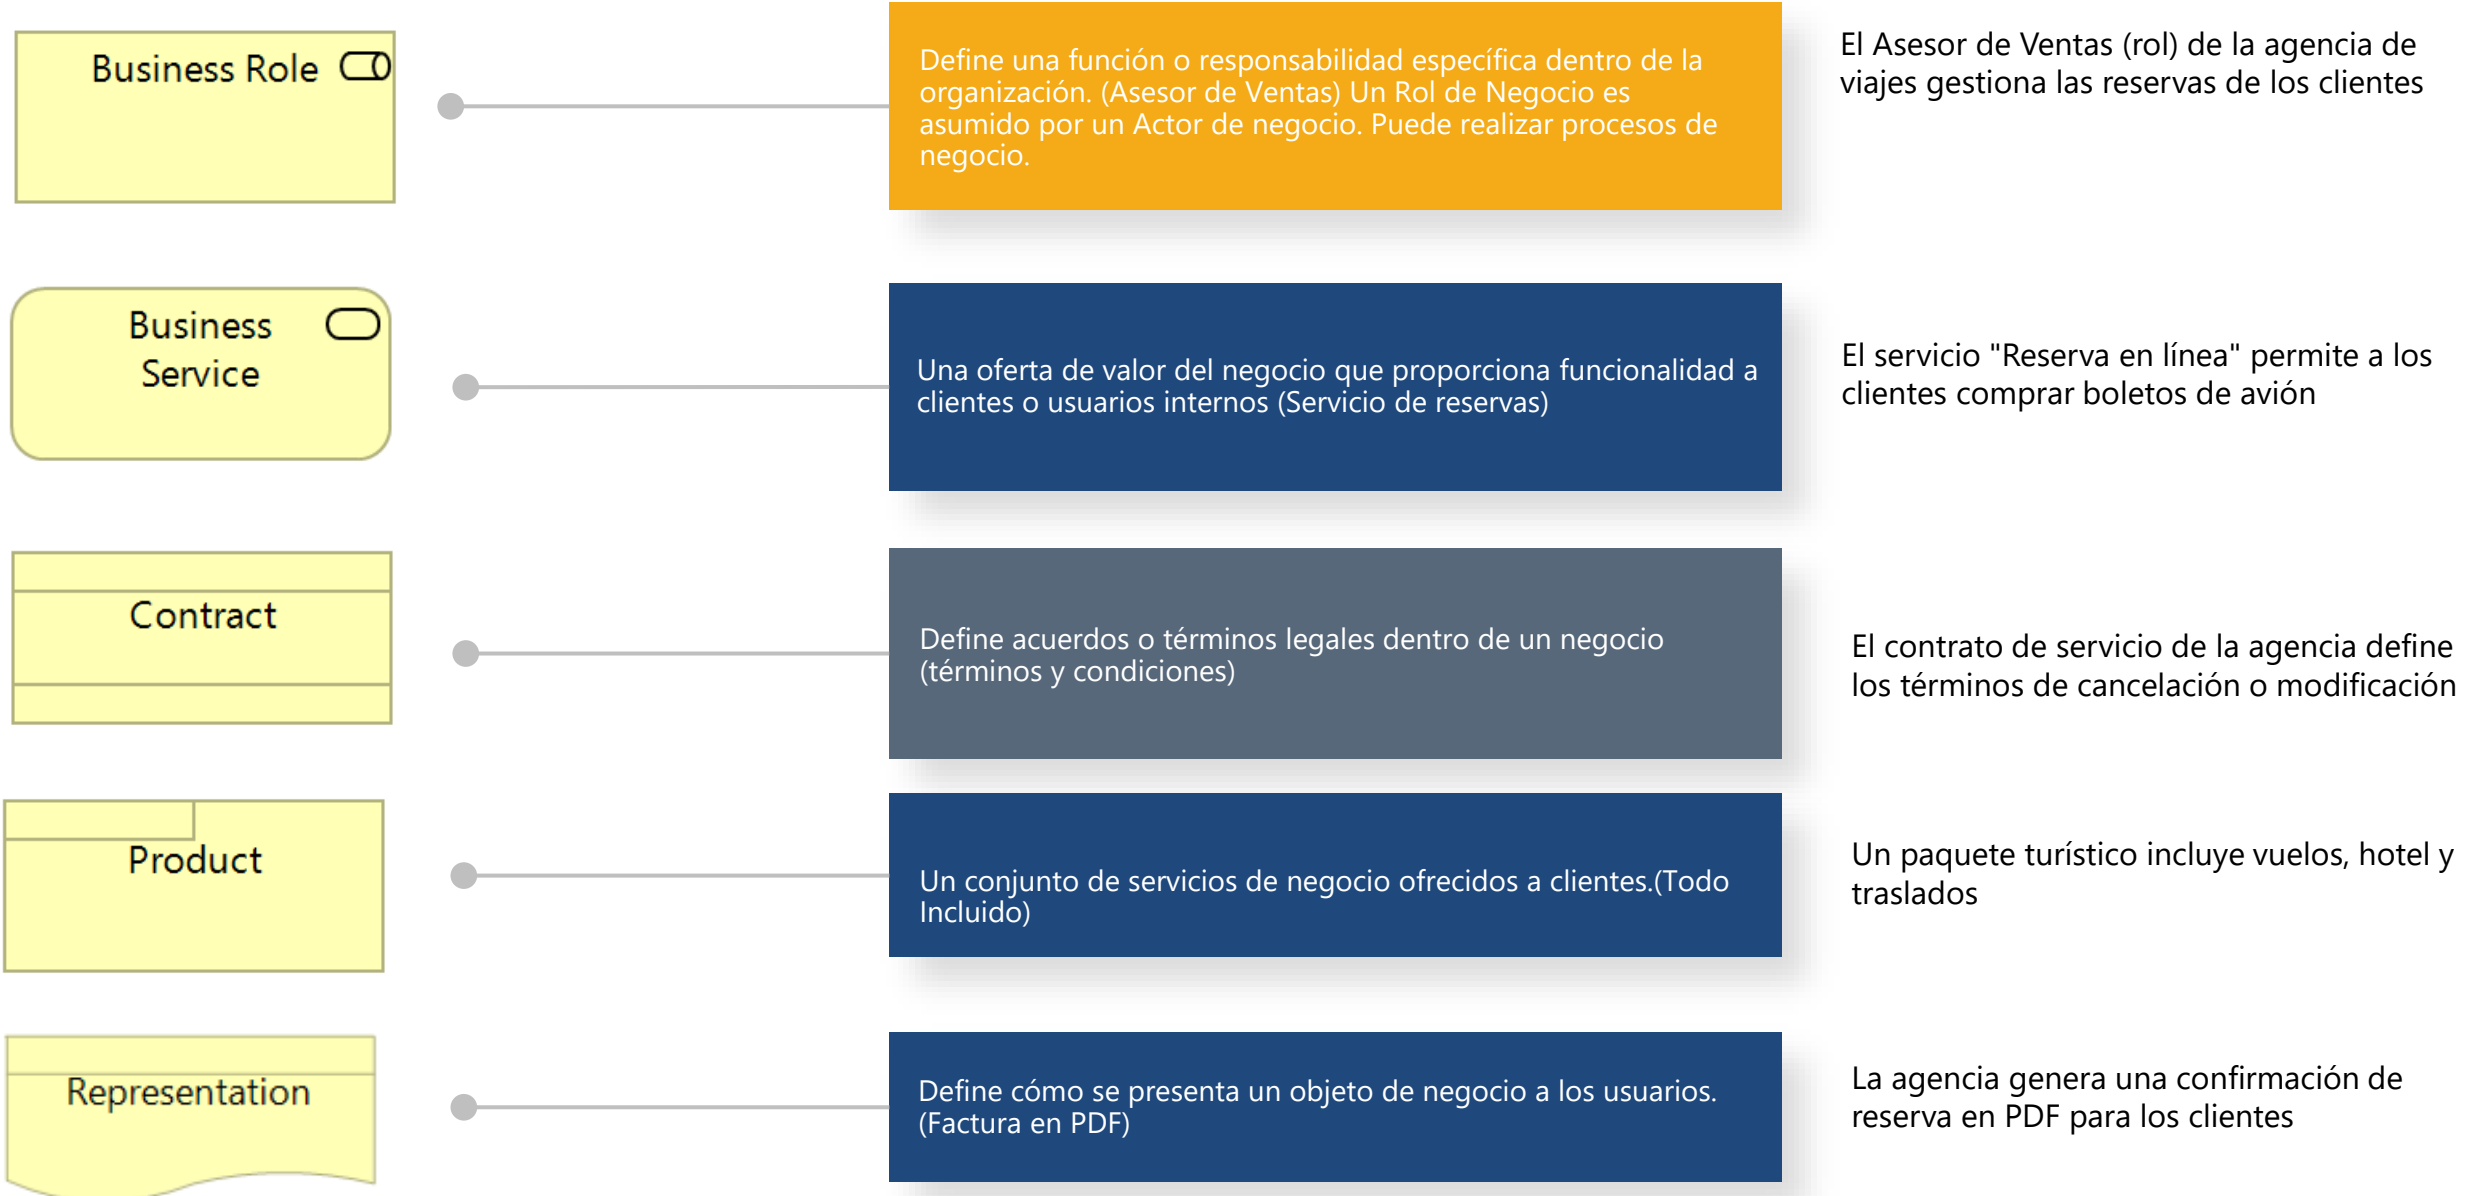 Business Role
Define una función o responsabilidad específica dentro de la
organización. (Asesor de Ventas) Un Rol de Negocio es
asumido por un Actor de negocio. Puede realizar procesos de
negocio.
El Asesor de Ventas (rol) de la agencia de
viajes gestiona las reservas de los clientes
Business
Service
Una oferta de valor del negocio que proporciona funcionalidad a
clientes o usuarios internos (Servicio de reservas)
El servicio "Reserva en línea" permite a los
clientes comprar boletos de avión
Contract
Define acuerdos o términos legales dentro de un negocio
(términos y condiciones)
El contrato de servicio de la agencia define
los términos de cancelación o modificación
Product
Un conjunto de servicios de negocio ofrecidos a clientes.(Todo
Incluido)
Un paquete turístico incluye vuelos, hotel y
traslados
Representation
Define cómo se presenta un objeto de negocio a los usuarios.
(Factura en PDF)
La agencia genera una confirmación de
reserva en PDF para los clientes